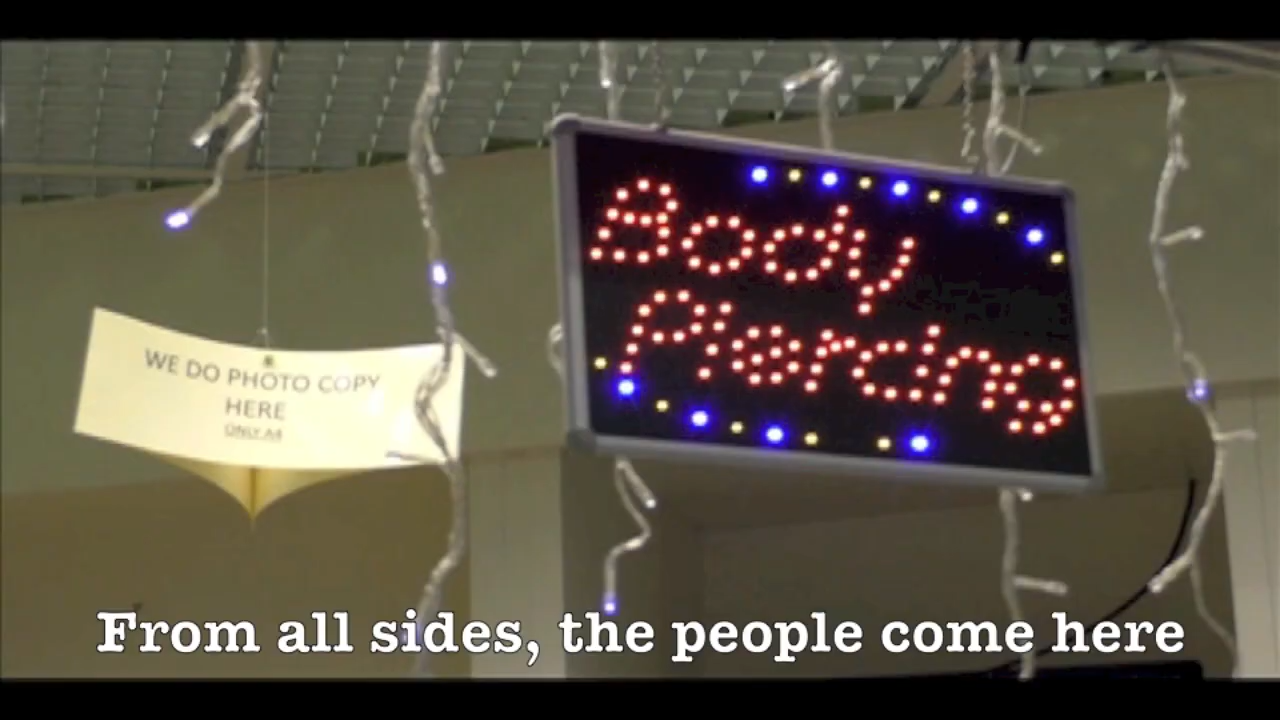 WE DO PHOTO COPY
HERE
ONLY A4
Body
Piercing
From all sides, the people come here